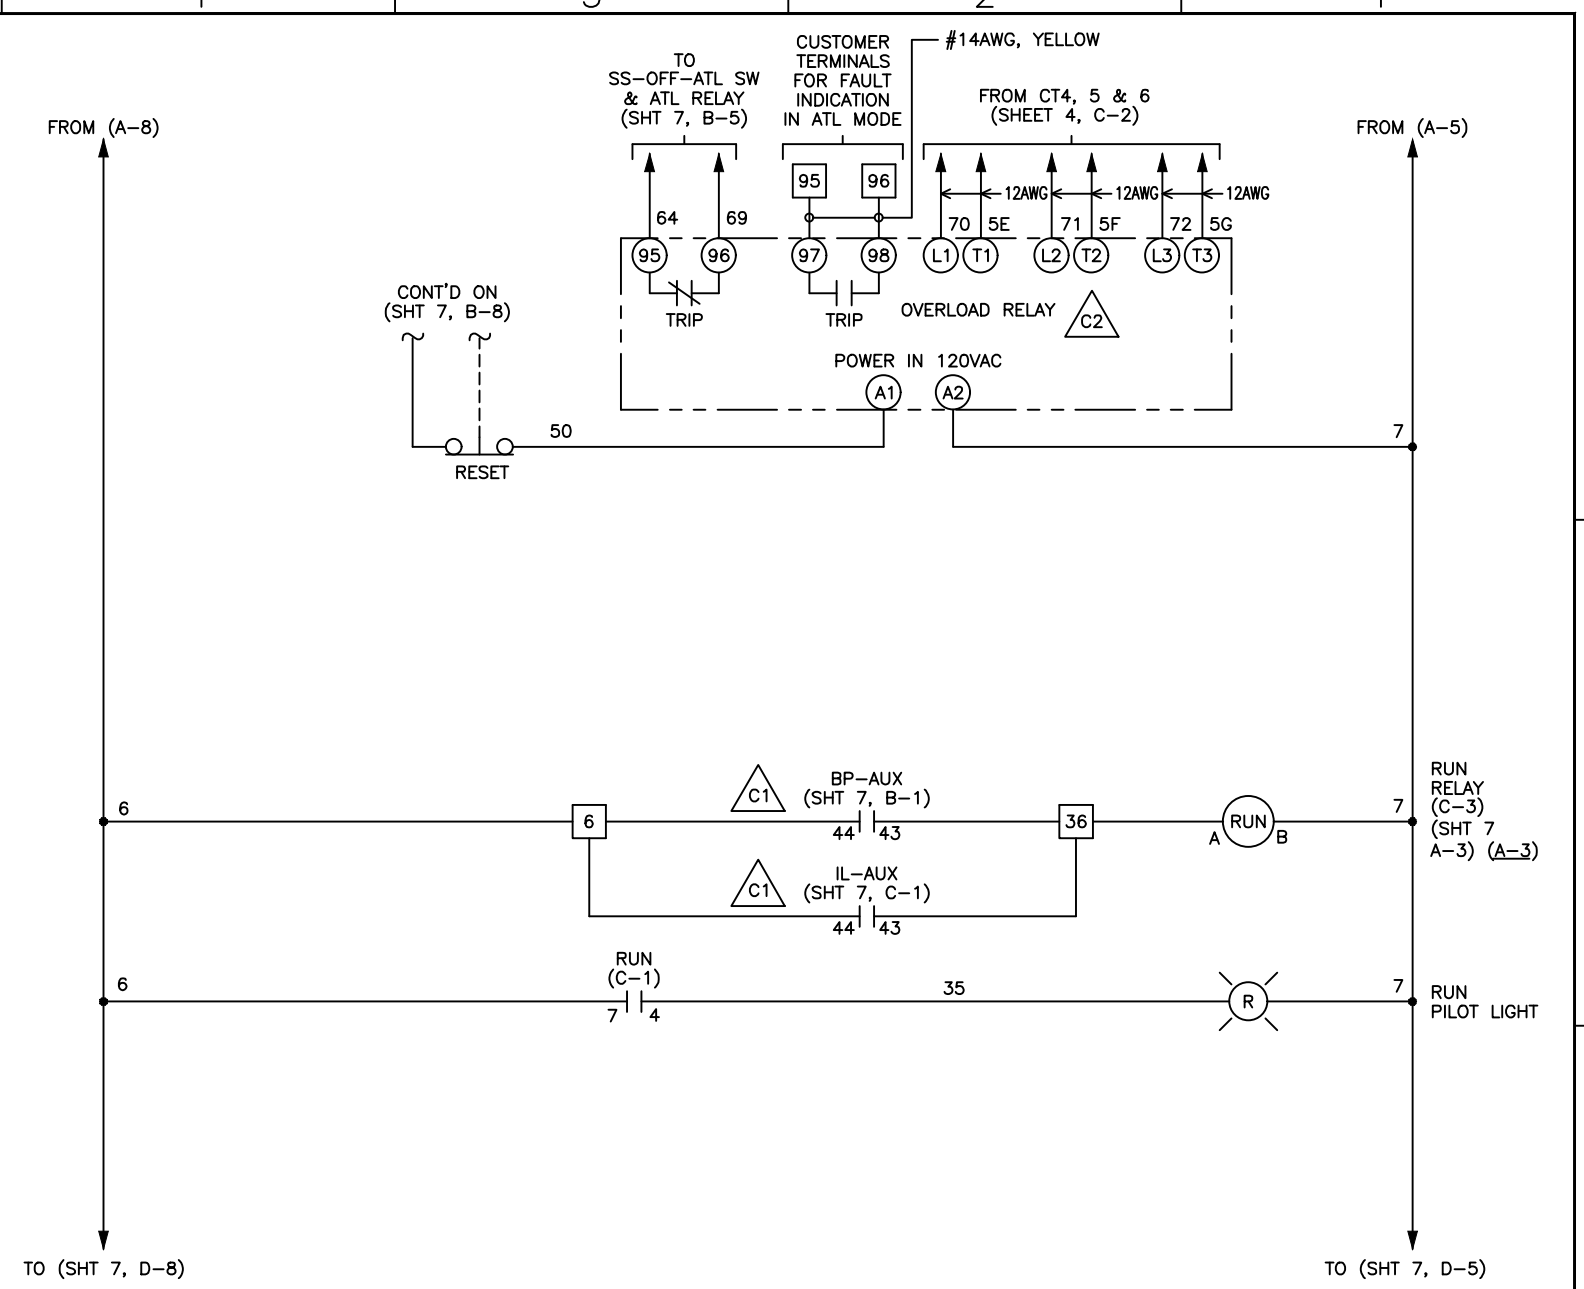 #14AWG, YELLOW
CUSTOMER
TERMINALS
FOR FAULT
INDICATION
IN ATL MODE
TO
SS-OFF-ATL SW
& ATL RELAY
(SHT 7, B-5)
FROM CT4, 5 & 6
(SHEET 4, C-2)
FROM (A-8)
FROM (A-5)
95
96
12AWG
12AWG
12AWG
64
69
70
5E
71
5F
72
5G
95
96
97
98
L1
T1
L2
T2
L3
T3
CONT'D ON
(SHT 7, B-8)
TRIP
TRIP
OVERLOAD RELAY
C2
POWER IN 120VAC
A1
A2
50
7
RESET
6
6
C1
BP-AUX
(SHT 7, B-1)
44
43
36
A
RUN
B
7
RUN
RELAY
(C-3)
(SHT 7
A-3) (A-3)
C1
IL-AUX
(SHT 7, C-1)
44
43
6
RUN
(C-1)
7
4
35
R
7
RUN
PILOT LIGHT
TO (SHT 7, D-8)
TO (SHT 7, D-5)